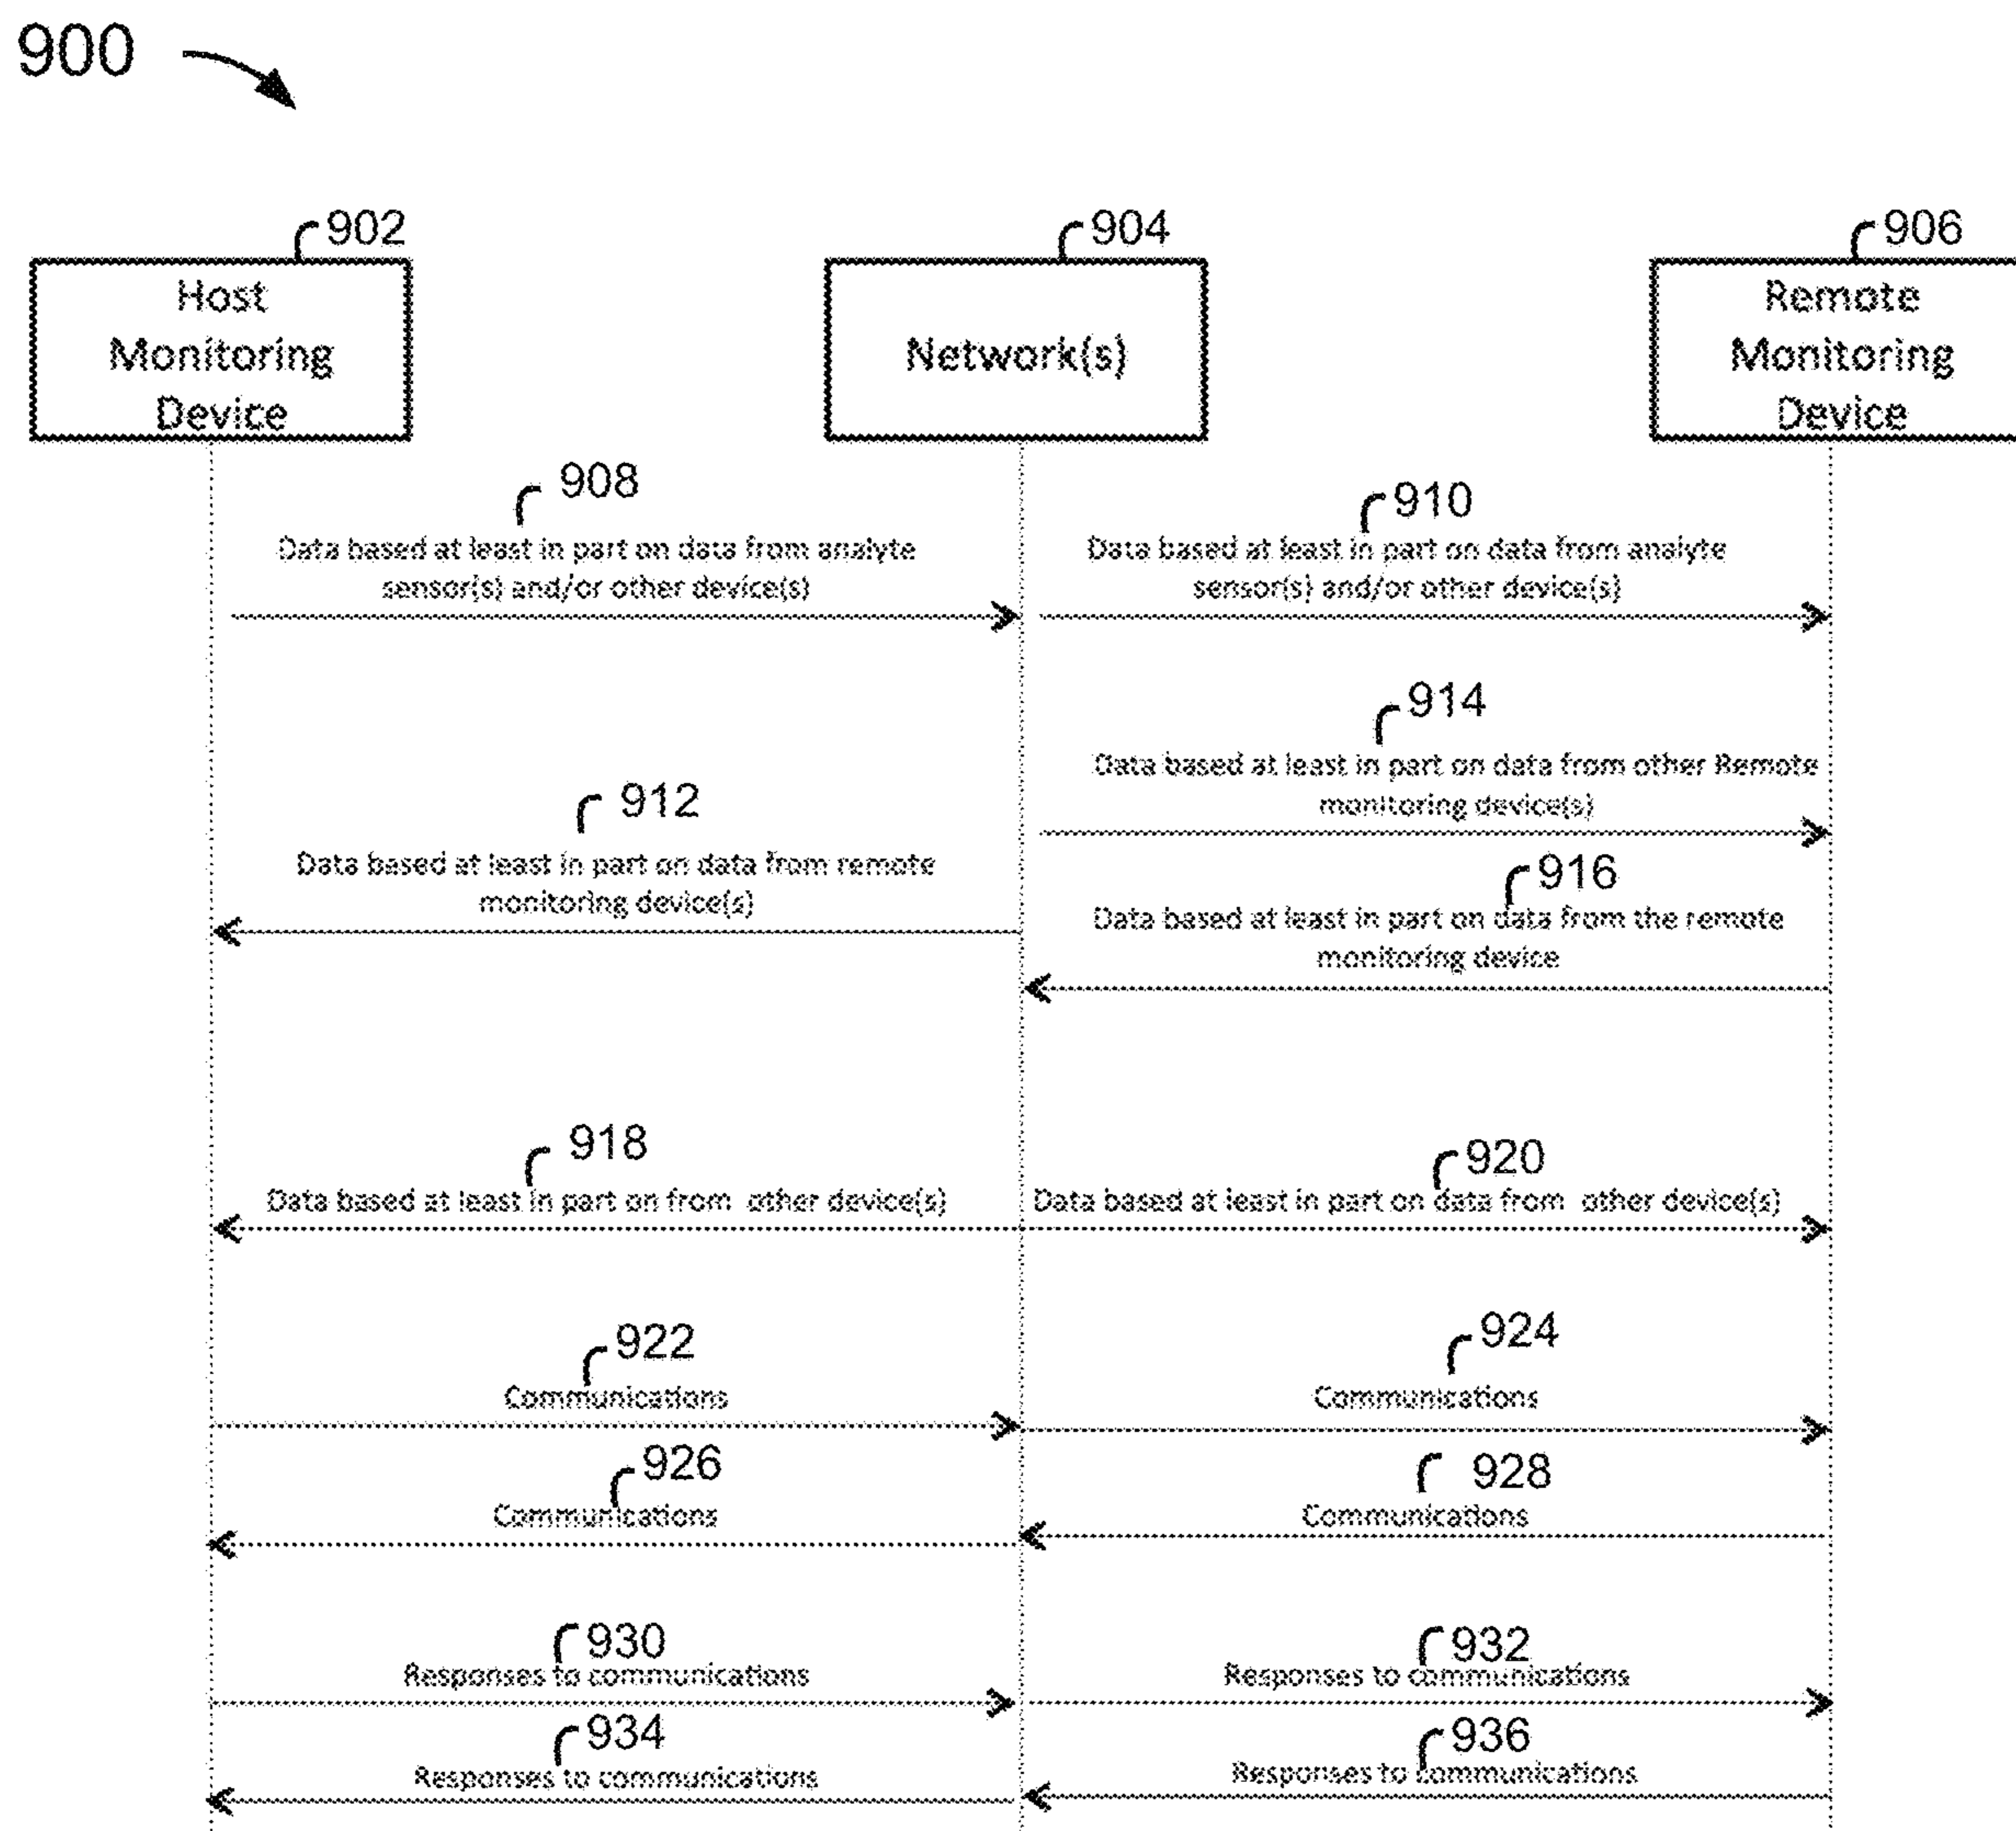 900
902
904
906
Host
Monitoring
Device
Network(s)
Remote
Monitoring
Device
908
910
Data based at least in part on data from analyte
sensor(s) and/or other device(s)
Data based at least in part on data from analyte
sensor(s) and/or other device(s)
914
Data based at least in part on data from other Remote
monitoring device(s)
912
Data based at least in part on data from remote
monitoring device(s)
916
Data based at least in part on data from the remote
monitoring device
918
920
Data based at least in part on from other device(s)
Data based at least in part on data from other device(s)
922
924
Communications
Communications
926
928
Communications
Communications
930
932
Responses to communications
Responses to communications
934
936
Responses to communications
Responses to communications